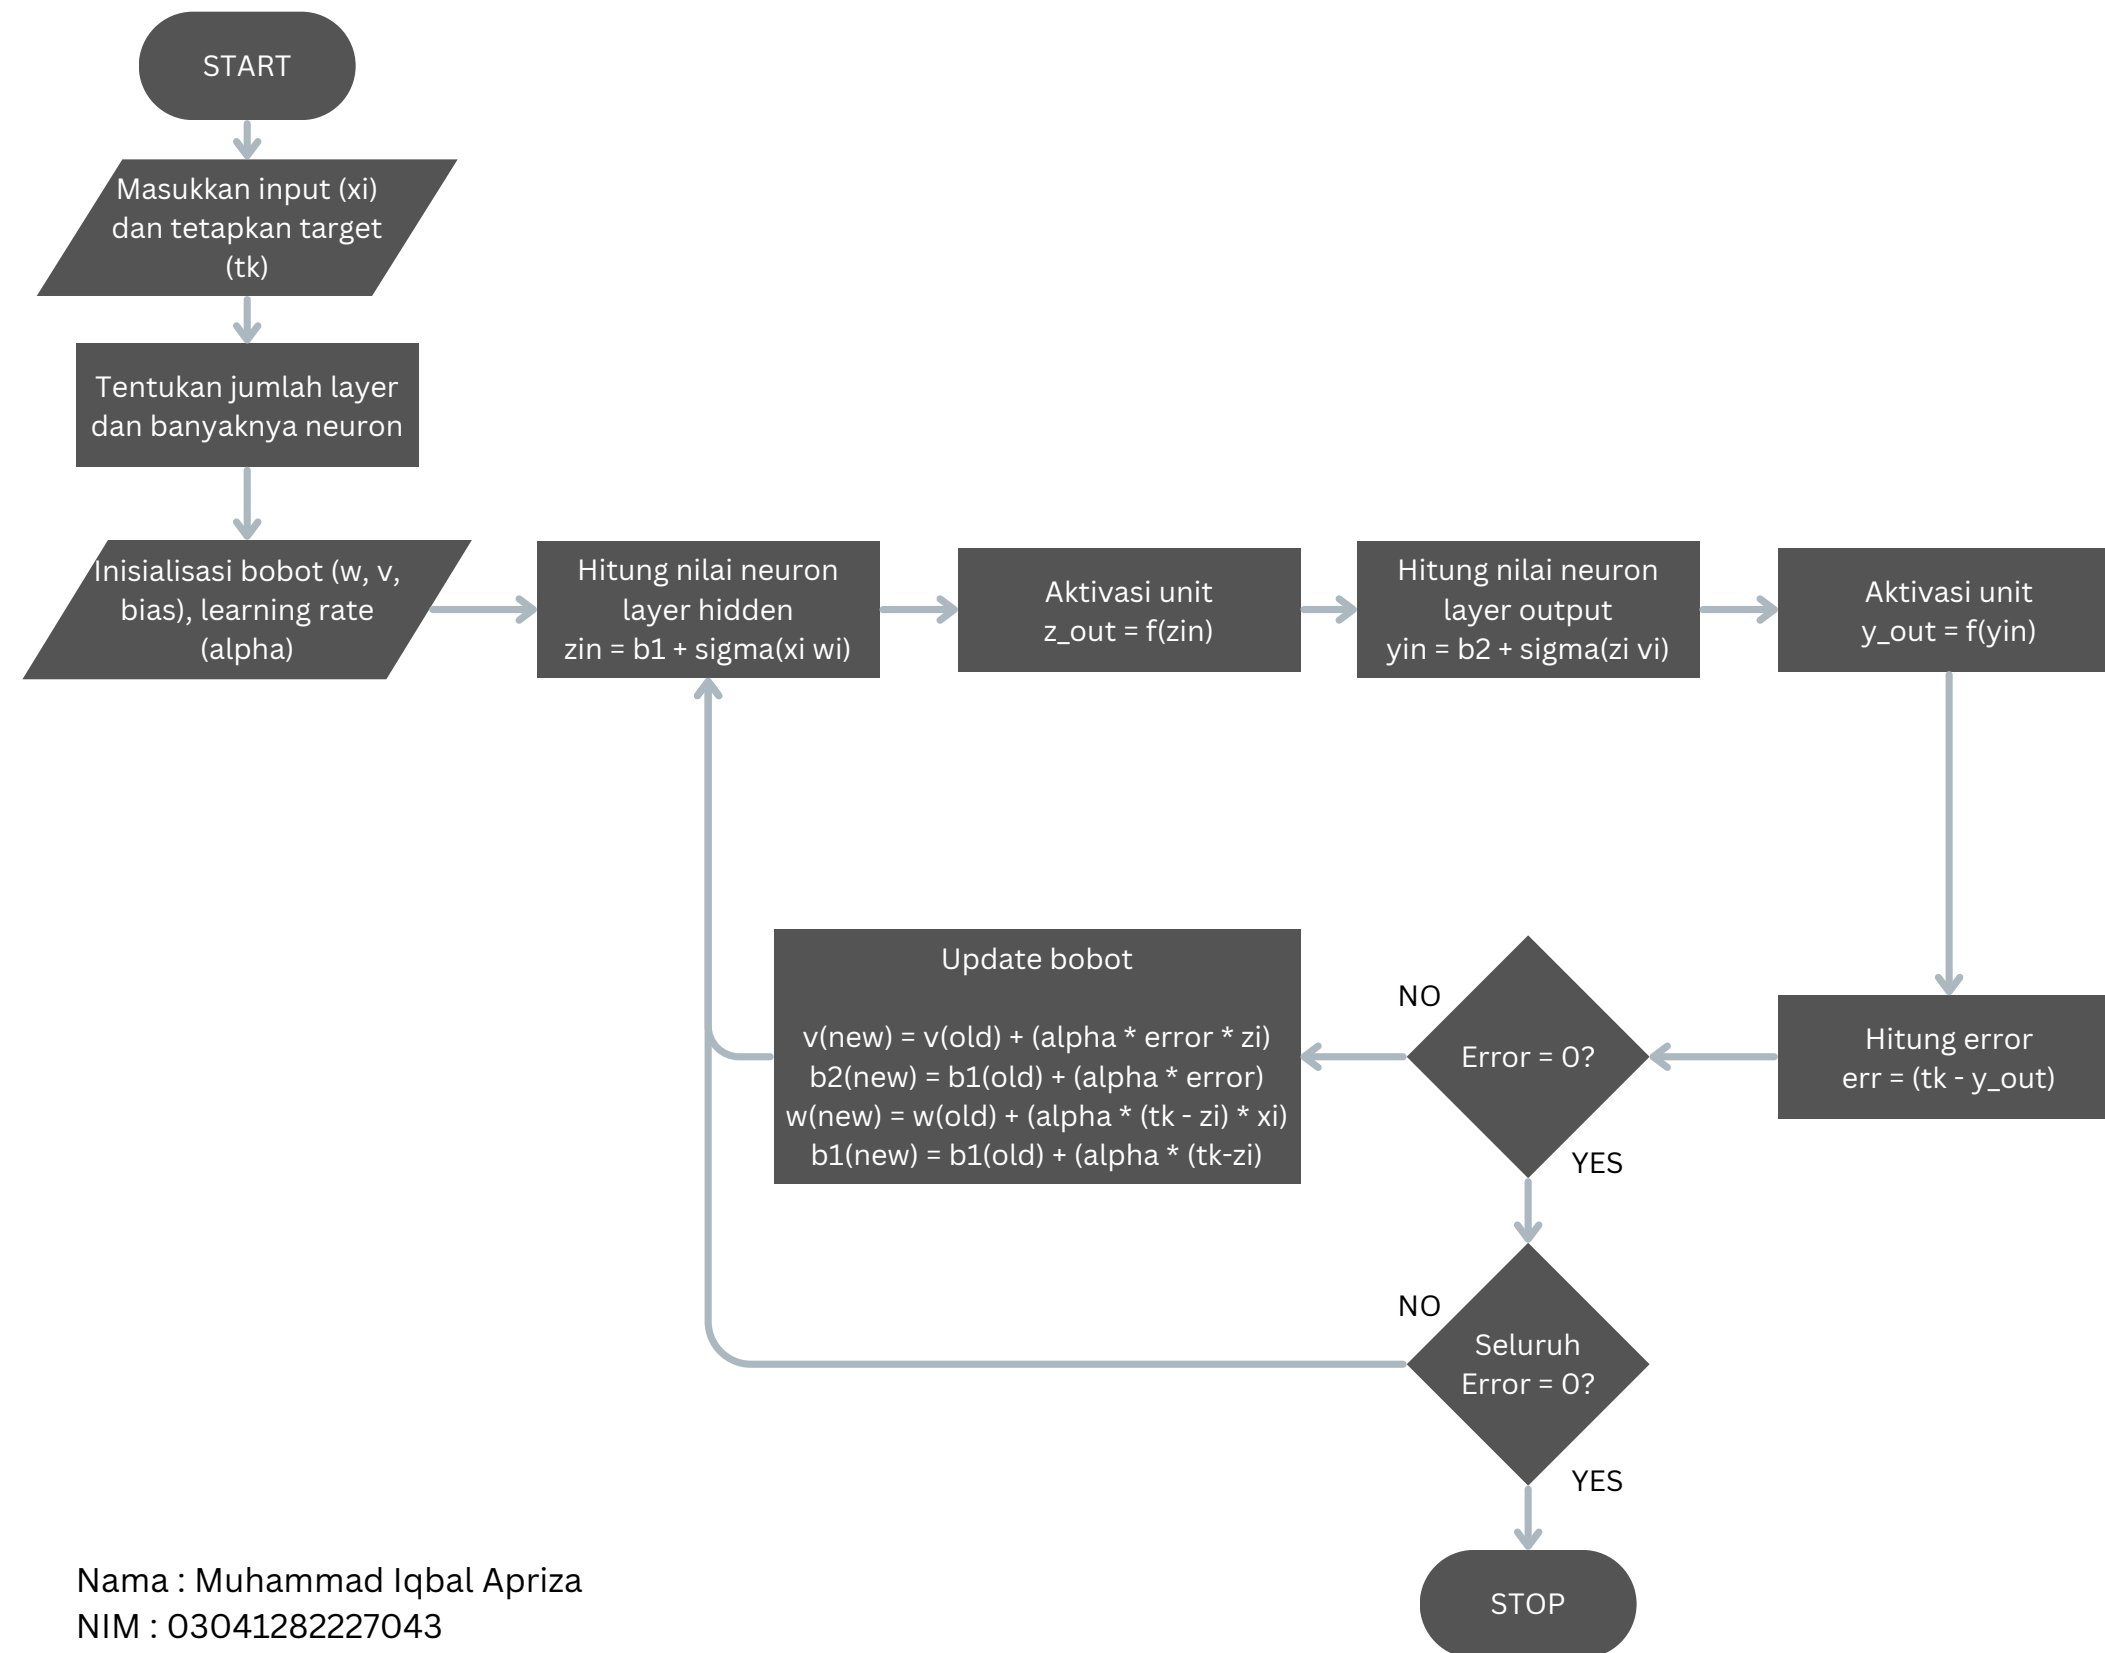 START
Masukkan input (xi)
dan tetapkan target
(tk)
Tentukan jumlah layer
dan banyaknya neuron
Inisialisasi bobot (w, v,
bias), learning rate
(alpha)
Hitung nilai neuron
layer hidden
zin = b1 + sigma(xi wi)
Aktivasi unit
z_out = f(zin)
Hitung nilai neuron
layer output
yin = b2 + sigma(zi vi)
Aktivasi unit
y_out = f(yin)
Hitung error
err = (tk - y_out)
Error = 0?
NO
YES
Update bobot
v(new) = v(old) + (alpha * error * zi)
b2(new) = b1(old) + (alpha * error)
w(new) = w(old) + (alpha * (tk - zi) * xi)
b1(new) = b1(old) + (alpha * (tk-zi)
Seluruh
Error = 0?
NO
YES
STOP
Nama : Muhammad Iqbal Apriza
NIM : 03041282227043